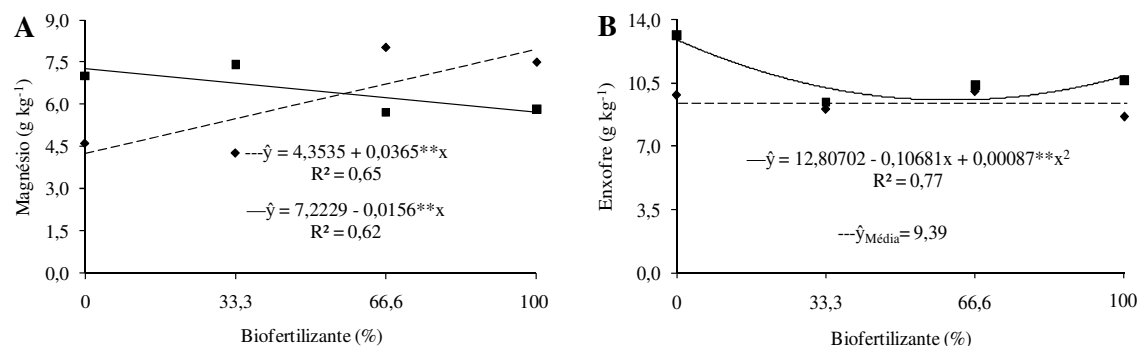 A
Magnésio (g kg-1)
9,0
7,5
6,0
4,5
3,0
1,5
0,0
---ŷ = 4,3535 + 0,0365**x
R² = 0,65
—ŷ = 7,2229 - 0,0156**x
R² = 0,62
0 33,3 66,6 100
Biofertilizante (%)
B
Enxofre (g kg-1)
14,0
10,5
7,0
3,5
0,0
—ŷ = 12,80702 - 0,10681x + 0,00087**x²
R² = 0,77
---ŷMédia= 9,39
0 33,3 66,6 100
Biofertilizante (%)